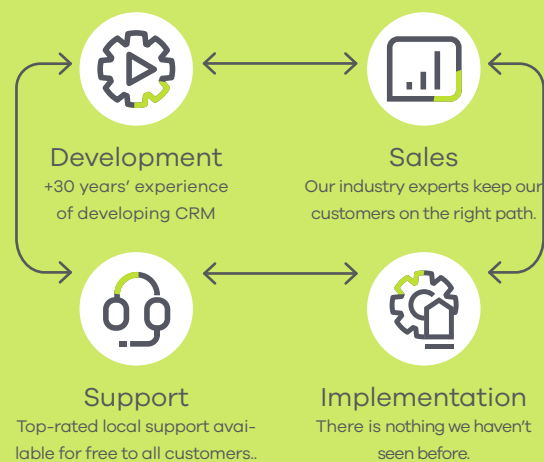 Development
+30 years' experience
of developing CRM
Sales
Our industry experts keep our
customers on the right path.
Support
Top-rated local support avai-
lable for free to all customers..
Implementation
There is nothing we haven't
seen before.